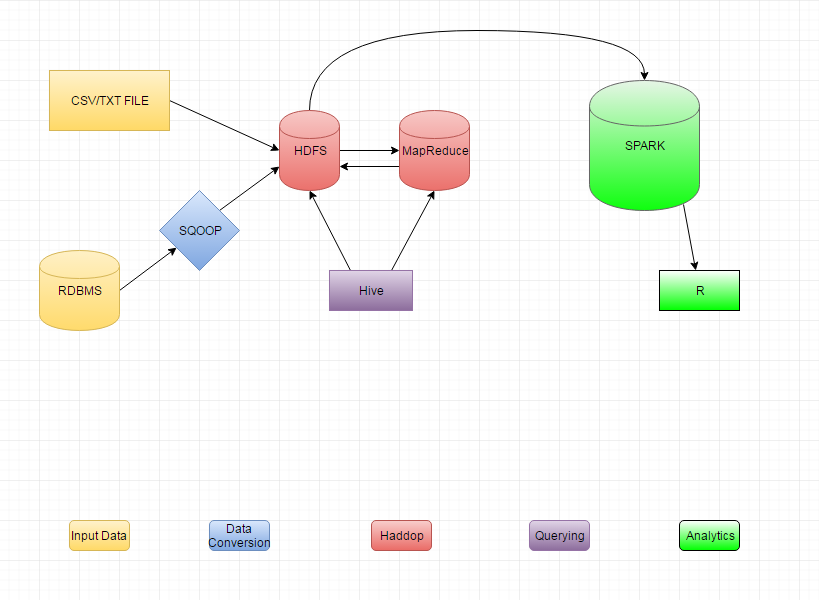 CSV/TXT FILE
HDFS
MapReduce
SPARK
SQOOP
RDBMS
Hive
R
Input Data
Data
Conversion
Haddop
Querying
Analytics